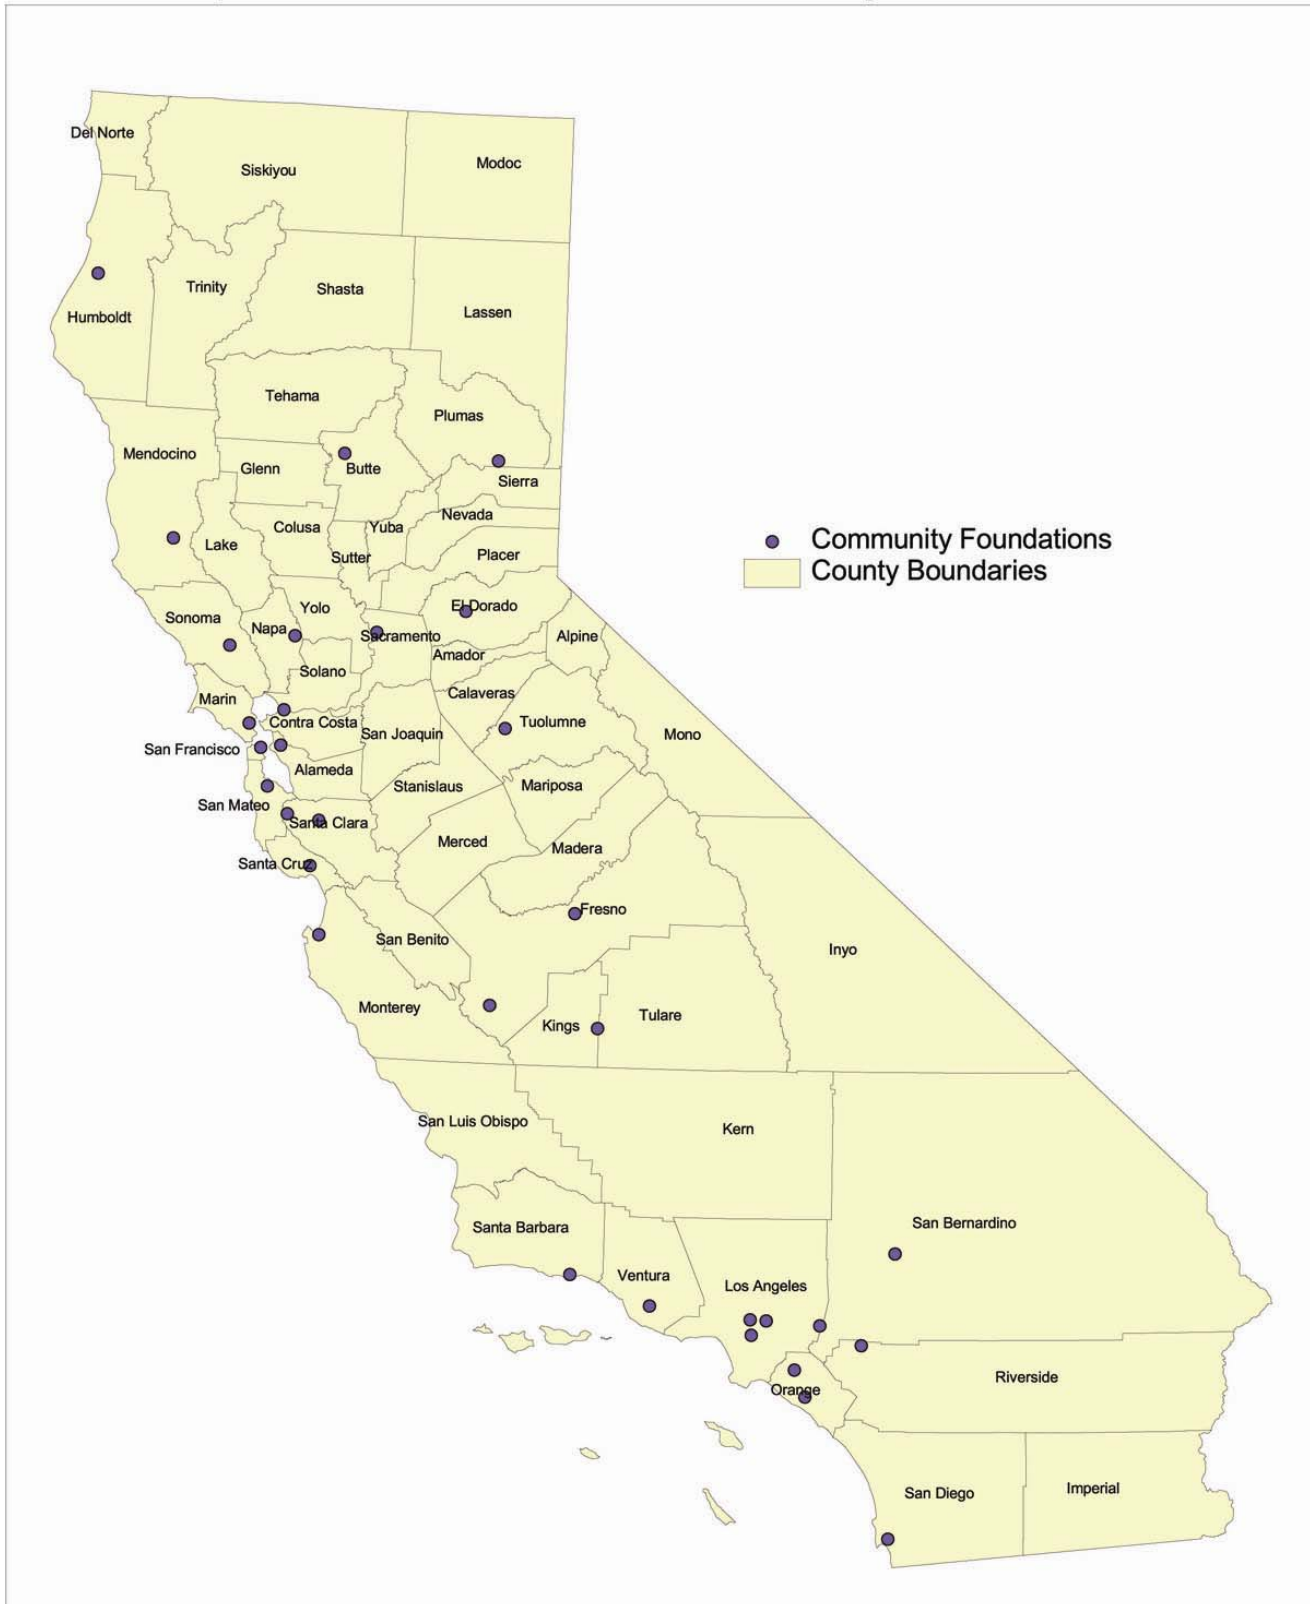 Del Norte
Siskiyou
Modoc
Humboldt
Trinity
Shasta
Lassen
Tehama
Plumas
Mendocino
Glenn
Butte
Sierra
Lake
Colusa
Yuba
Nevada
Sutter
Placer
Community Foundations
County Boundaries
Sonoma
Napa
Yolo
El Dorado
Sacramento
Alpine
Amador
Solano
Marin
Calaveras
Contra Costa
San Joaquin
Tuolumne
Mono
San Francisco
Alameda
Stanislaus
Mariposa
San Mateo
Santa Clara
Merced
Madera
Santa Cruz
Fresno
San Benito
Inyo
Monterey
Kings
Tulare
San Luis Obispo
Kern
Santa Barbara
San Bernardino
Ventura
Los Angeles
Orange
Riverside
San Diego
Imperial